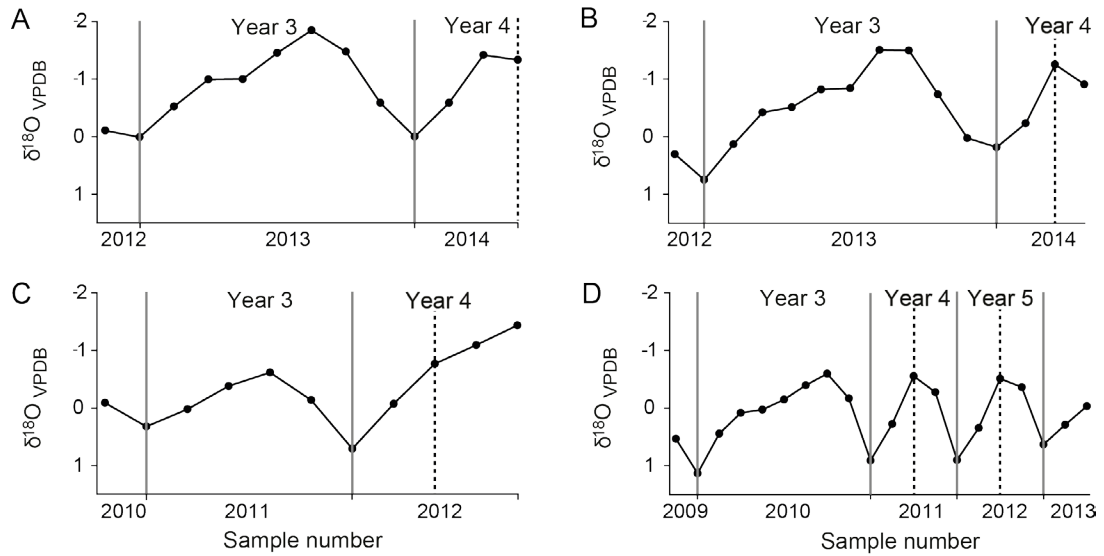 A
-2
-1
0
1
δ18O VPDB
Year 3
Year 4
2012
2013
2014
B
-2
-1
0
1
δ18O VPDB
Year 3
Year 4
2012
2013
2014
C
-2
-1
0
1
δ18O VPDB
Year 3
Year 4
2010
2011
2012
Sample number
D
-2
-1
0
1
δ18O VPDB
Year 3
Year 4
Year 5
2009
2010
2011
2012
2013
Sample number